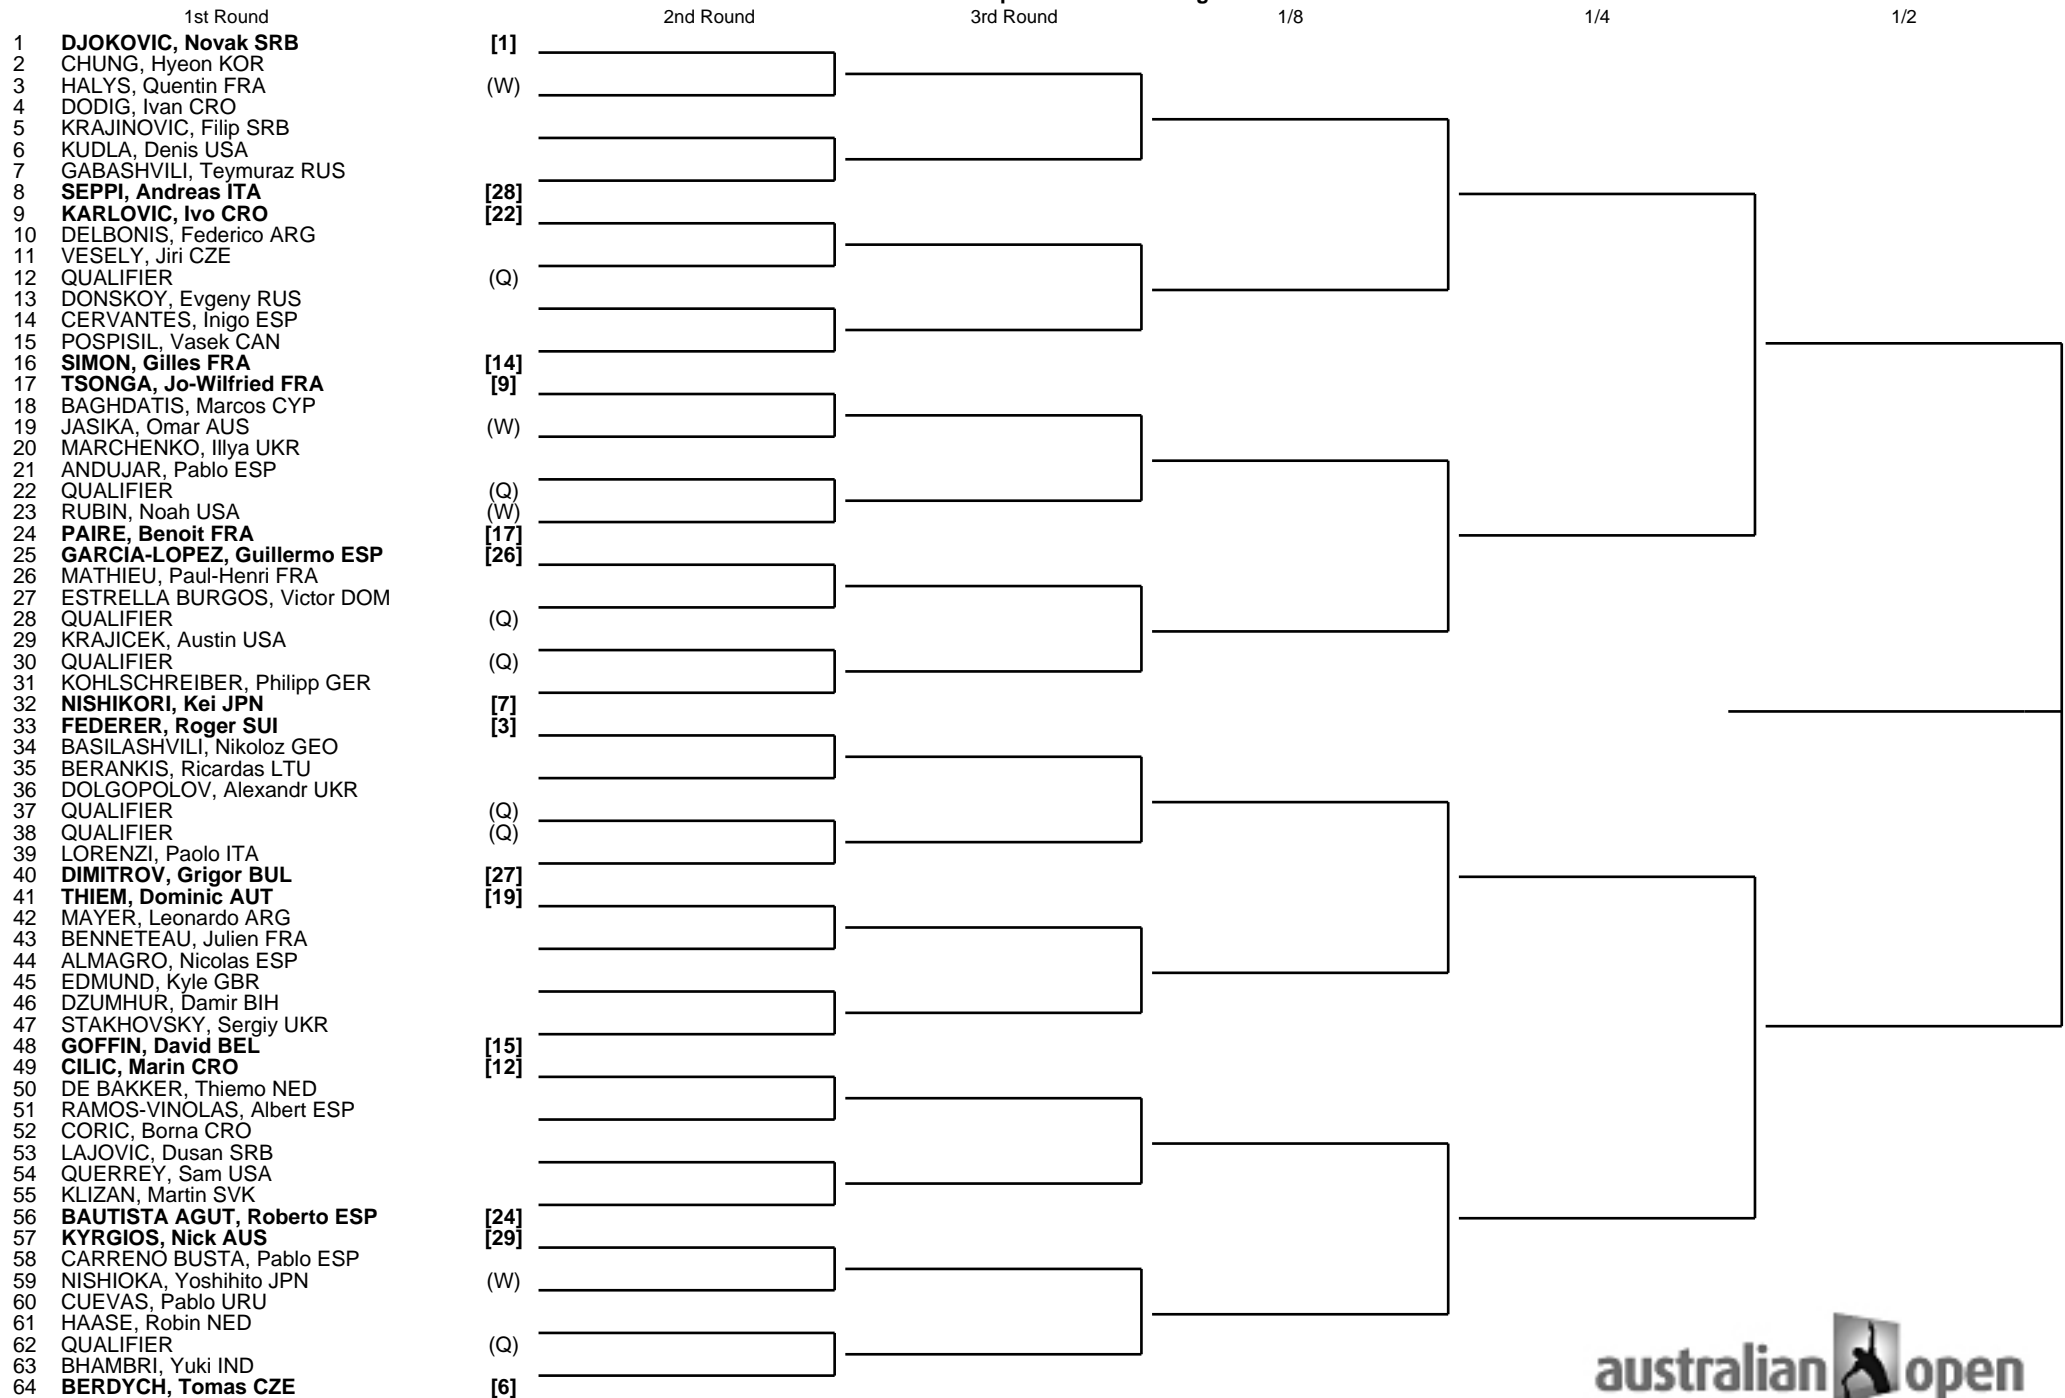 1st Round 2nd Round 3rd Round 1/8 1/4 1/2
1 DJOKOVIC, Novak SRB [1]
2 CHUNG, Hyeon KOR
3 HALYS, Quentin FRA (W)
4 DODIG, Ivan CRO
5 KRAJINOVIC, Filip SRB
6 KUDLA, Denis USA
7 GABASHVILI, Teymuraz RUS
8 SEPPI, Andreas ITA [28]
9 KARLOVIC, Ivo CRO [22]
10 DELBONIS, Federico ARG
11 VESELY, Jiri CZE
12 QUALIFIER (Q)
13 DONSKOY, Evgeny RUS
14 CERVANTES, Inigo ESP
15 POSPISIL, Vasek CAN
16 SIMON, Gilles FRA [14]
17 TSONGA, Jo-Wilfried FRA [9]
18 BAGHDATIS, Marcos CYP
19 JASIKA, Omar AUS (W)
20 MARCHENKO, Illya UKR
21 ANDUJAR, Pablo ESP
22 QUALIFIER (Q)
23 RUBIN, Noah USA (W)
24 PAIRE, Benoit FRA [17]
25 GARCIA-LOPEZ, Guillermo ESP [26]
26 MATHIEU, Paul-Henri FRA
27 ESTRELLA BURGOS, Victor DOM
28 QUALIFIER (Q)
29 KRAJICEK, Austin USA
30 QUALIFIER (Q)
31 KOHLSCHREIBER, Philipp GER
32 NISHIKORI, Kei JPN [7]
33 FEDERER, Roger SUI [3]
34 BASILASHVILI, Nikoloz GEO
35 BERANKIS, Ricardas LTU
36 DOLGOPOLOV, Alexandr UKR
37 QUALIFIER (Q)
38 QUALIFIER (Q)
39 LORENZI, Paolo ITA
40 DIMITROV, Grigor BUL [27]
41 THIEM, Dominic AUT [19]
42 MAYER, Leonardo ARG
43 BENNETEAU, Julien FRA
44 ALMAGRO, Nicolas ESP
45 EDMUND, Kyle GBR
46 DZUMHUR, Damir BIH
47 STAKHOVSKY, Sergiy UKR
48 GOFFIN, David BEL [15]
49 CILIC, Marin CRO [12]
50 DE BAKKER, Thiemo NED
51 RAMOS-VINOLAS, Albert ESP
52 CORIC, Borna CRO
53 LAJOVIC, Dusan SRB
54 QUERREY, Sam USA
55 KLIZAN, Martin SVK
56 BAUTISTA AGUT, Roberto ESP [24]
57 KYRGIOS, Nick AUS [29]
58 CARRENO BUSTA, Pablo ESP
59 NISHIOKA, Yoshihito JPN (W)
60 CUEVAS, Pablo URU
61 HAASE, Robin NED
62 QUALIFIER (Q)
63 BHAMBRI, Yuki IND
64 BERDYCH, Tomas CZE [6]
australian open